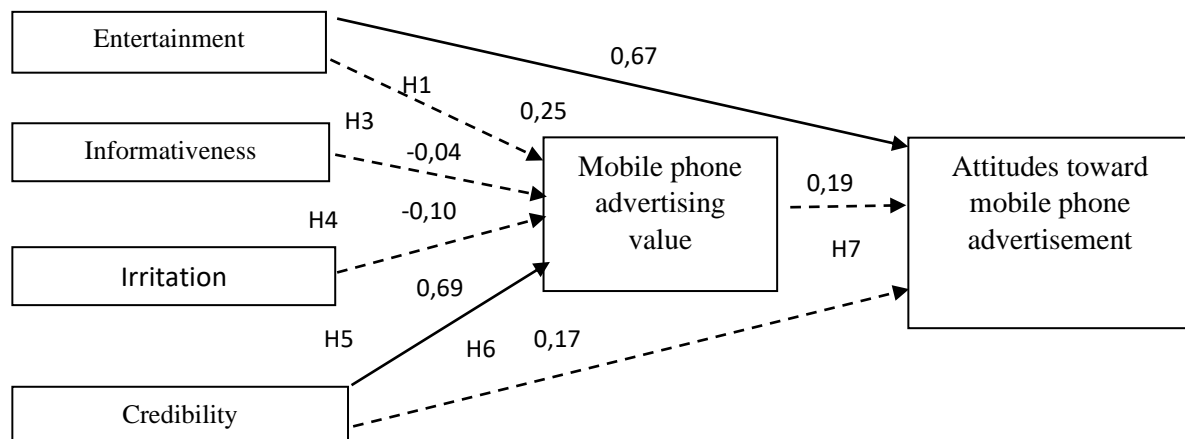 Entertainment
0,67
H1
0,25
H3
Informativeness
-0,04
Mobile phone
advertising
value
Attitudes toward
mobile phone
advertisement
0,19
H4
-0,10
H7
Irritation
0,69
H5
H6
0,17
Credibility